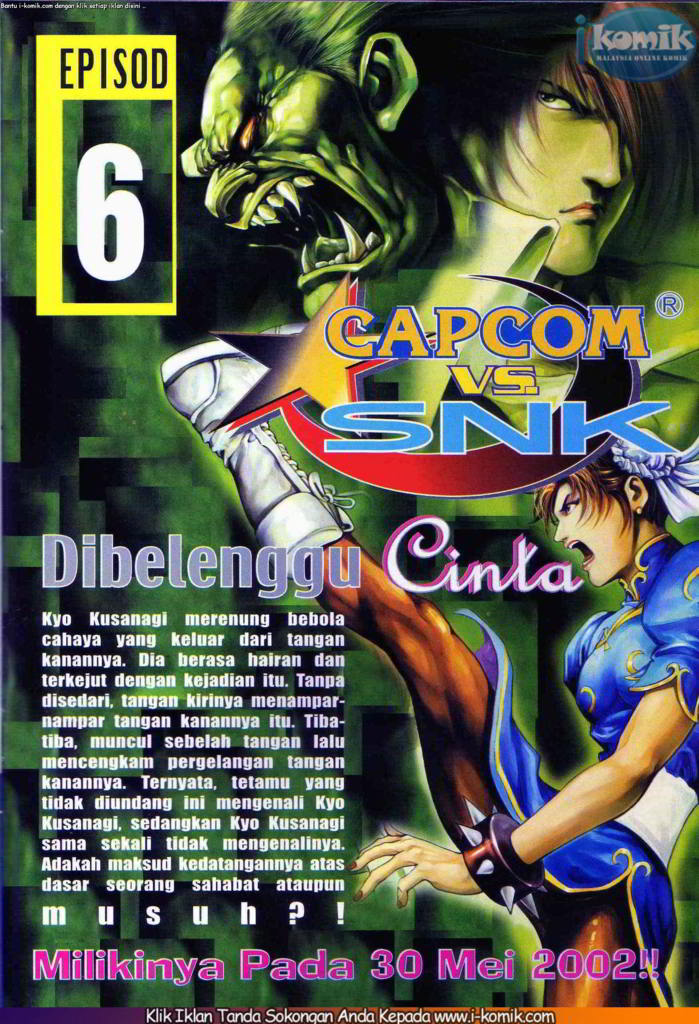 Bantu i-komik.com dengan klik setiap iklan disini ..
i komik
MALAYSIA ONLINE KOMIK
EPISOD
6
CAPCOM ®
VS.
SNK
Dibelenggu Cinta
Kyo Kusanagi merenung bebola
cahaya yang keluar dari tangan
kanannya. Dia berasa hairan dan
terkejut dengan kejadian itu. Tanpa
disedari, tangan kirinya menampar-
nampar tangan kanannya itu. Tiba-
tiba, muncul sebelah tangan lalu
mencengkam pergelangan tangan
kanannya. Ternyata, tetamu yang
tidak diundang ini mengenali Kyo
Kusanagi, sedangkan Kyo Kusanagi
sama sekali tidak mengenalinya.
Adakah maksud kedatangannya atas
dasar seorang sahabat ataupun
musuh?!
Milikinya Pada 30 Mei 2002!!
Klik Iklan Tanda Sokongan Anda Kepada www.i-komik.com